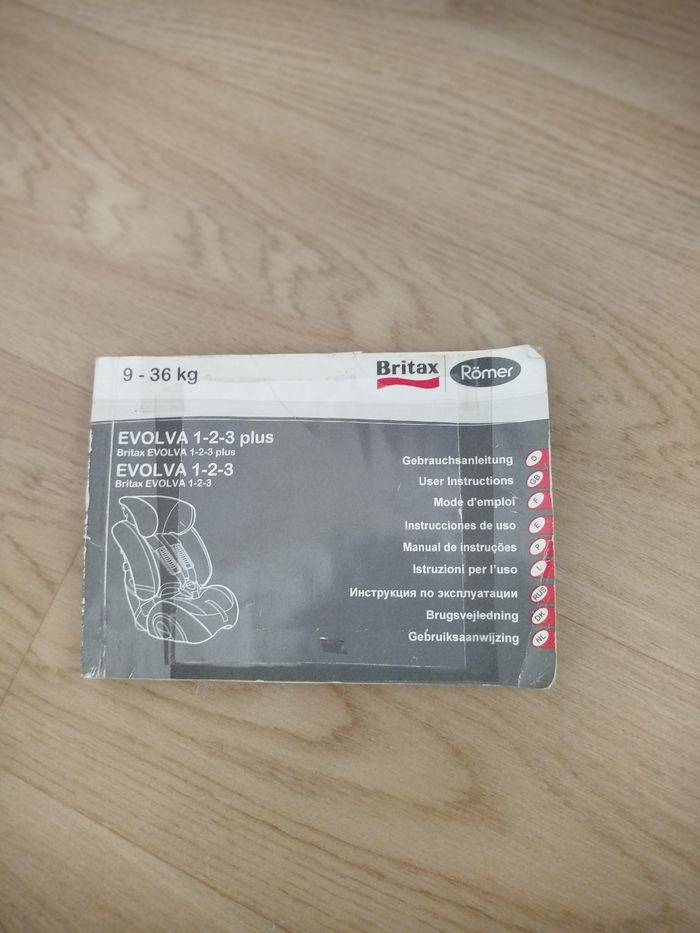 9 - 36 kg
Britax Römer
EVOLVA 1-2-3 plus
Britax EVOLVA 1-2-3 plus
EVOLVA 1-2-3
Britax EVOLVA 1-2-3
Gebrauchsanleitung D
User Instructions GB
Mode d'emploi F
Instrucciones de uso E
Manual de instruções P
Istruzioni per l'uso I
Инструкция по эксплуатации RUS
Brugsvejledning DK
Gebruiksaanwijzing NL